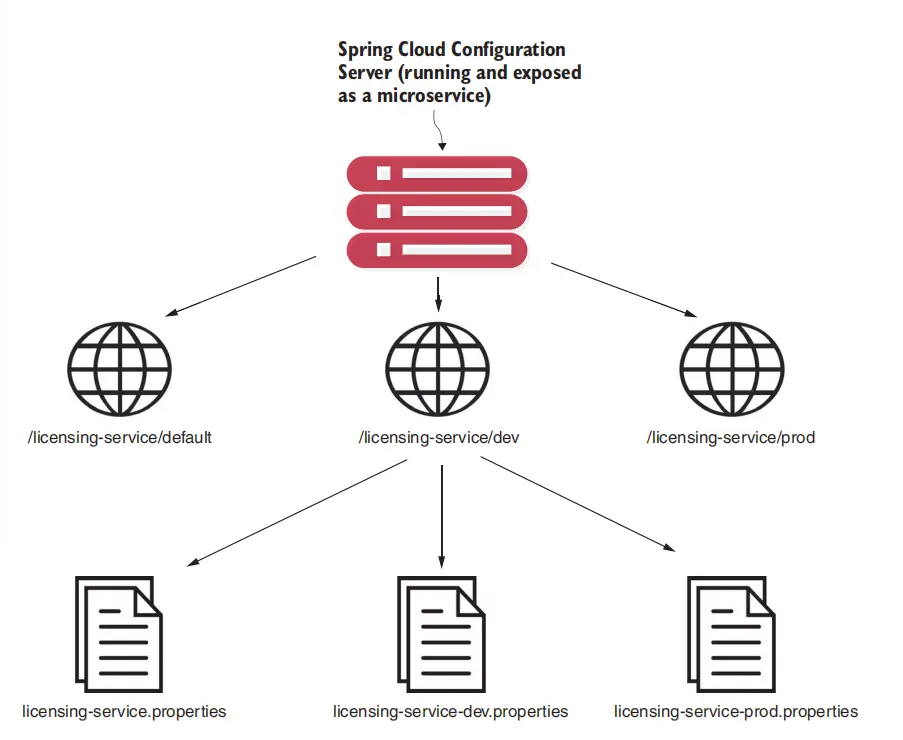 Spring Cloud Configuration
Server (running and exposed
as a microservice)
/licensing-service/default
/licensing-service/dev
/licensing-service/prod
licensing-service.properties
licensing-service-dev.properties
licensing-service-prod.properties